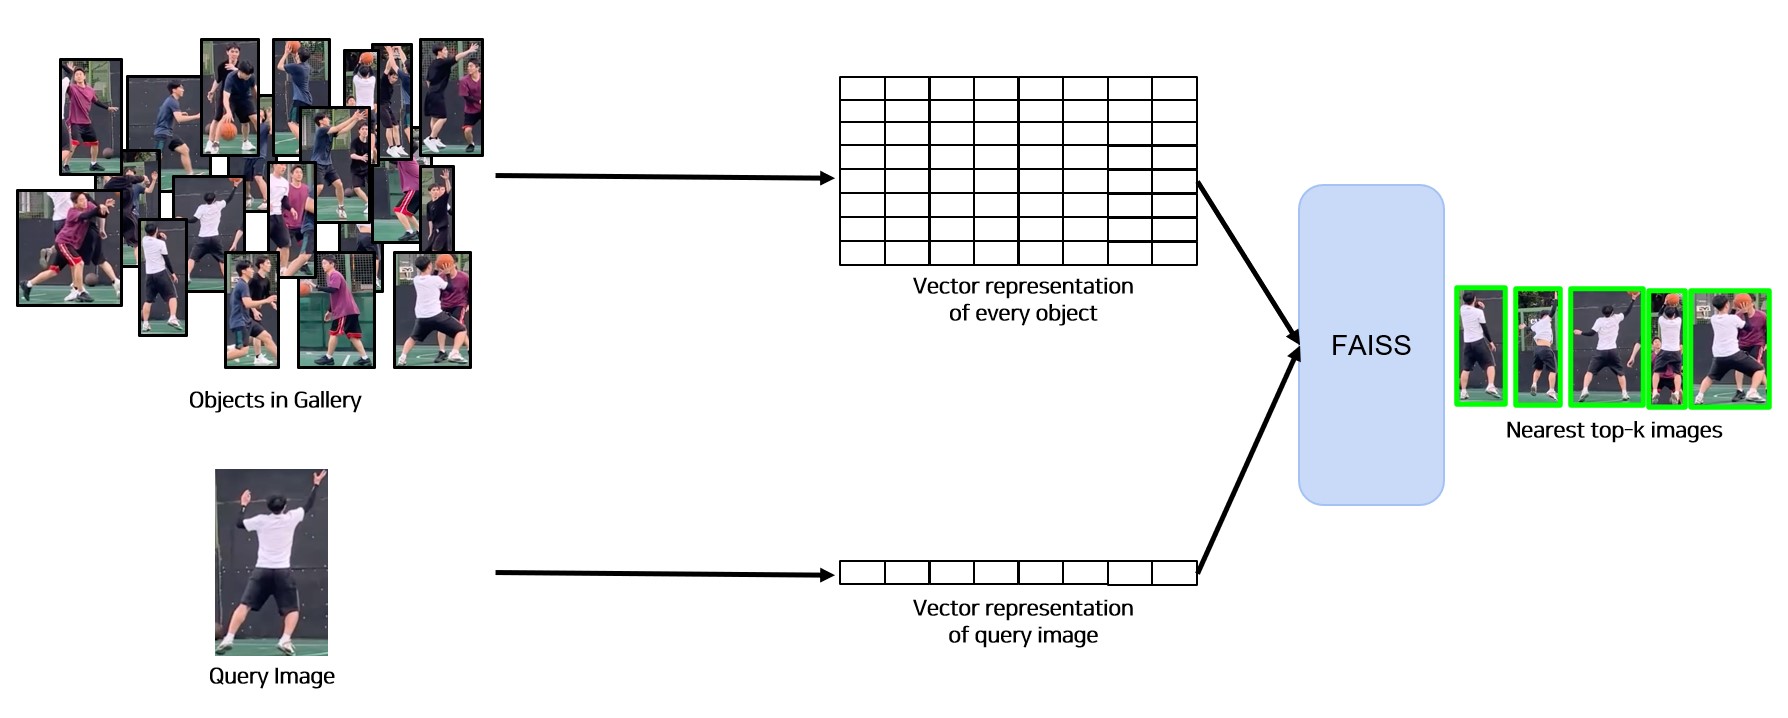 Objects in Gallery
Vector representation
of every object
FAISS
Nearest top-k images
Query Image
Vector representation
of query image